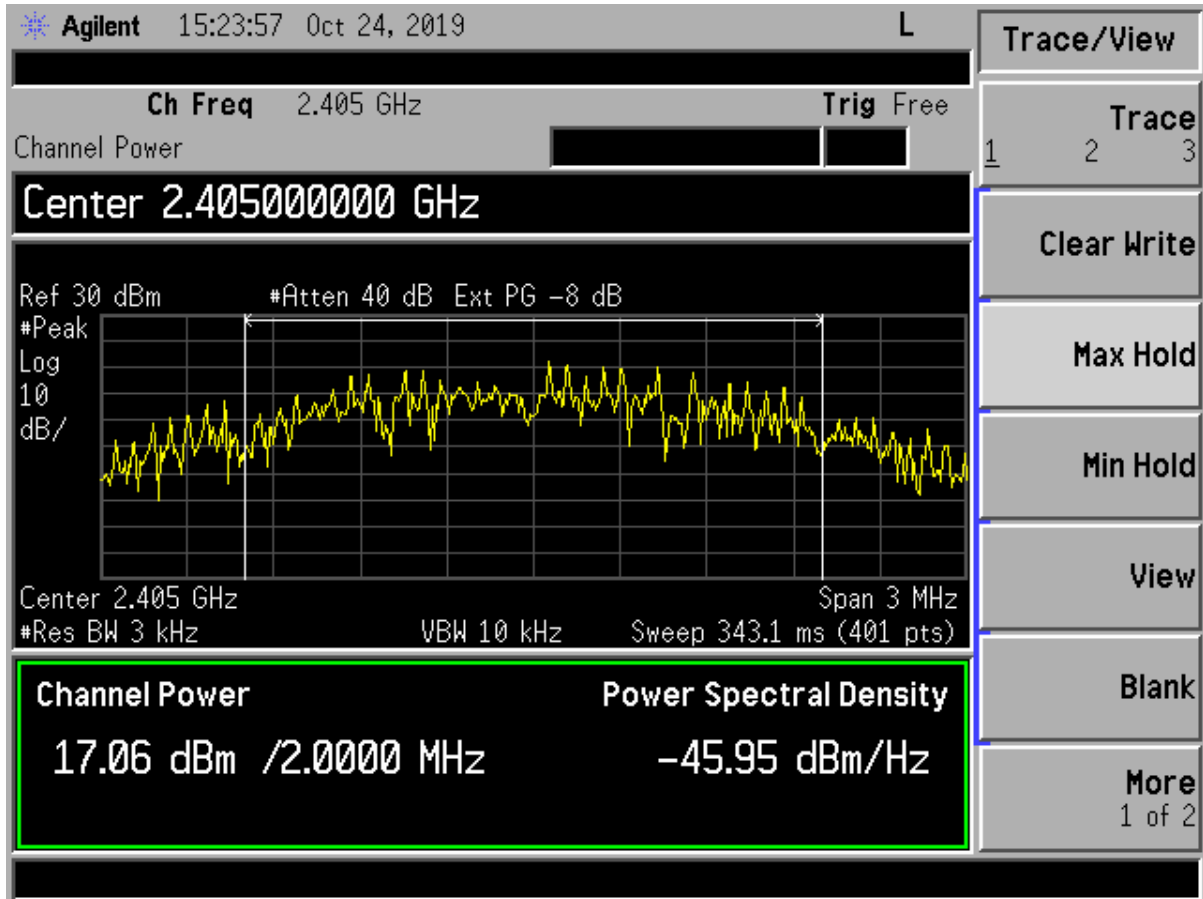 Agilent 15:23:57 Oct 24, 2019 L
Trace/View
Ch Freq 2.405 GHz Trig Free
Channel Power
Trace
1 2 3
Center 2.405000000 GHz
Clear Write
Ref 30 dBm #Atten 40 dB Ext PG -8 dB
#Peak
Log
10
dB/
Max Hold
Min Hold
Center 2.405 GHz Span 3 MHz
#Res BW 3 kHz VBW 10 kHz Sweep 343.1 ms (401 pts)
View
Channel Power Power Spectral Density
17.06 dBm /2.0000 MHz -45.95 dBm/Hz
Blank
More
1 of 2